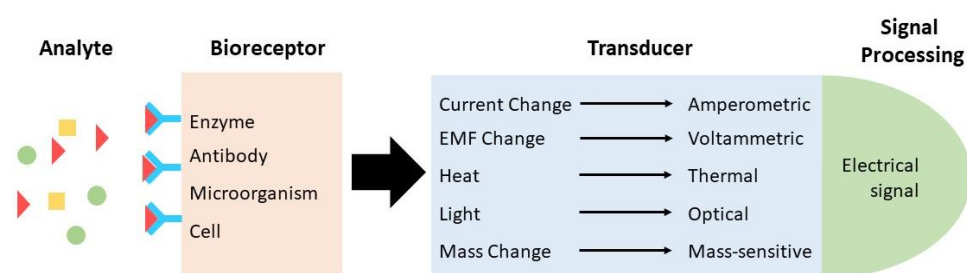 Analyte
Bioreceptor
Transducer
Signal
Processing
Enzyme
Antibody
Microorganism
Cell
Current Change
Amperometric
EMF Change
Voltammetric
Heat
Thermal
Light
Optical
Mass Change
Mass-sensitive
Electrical
signal